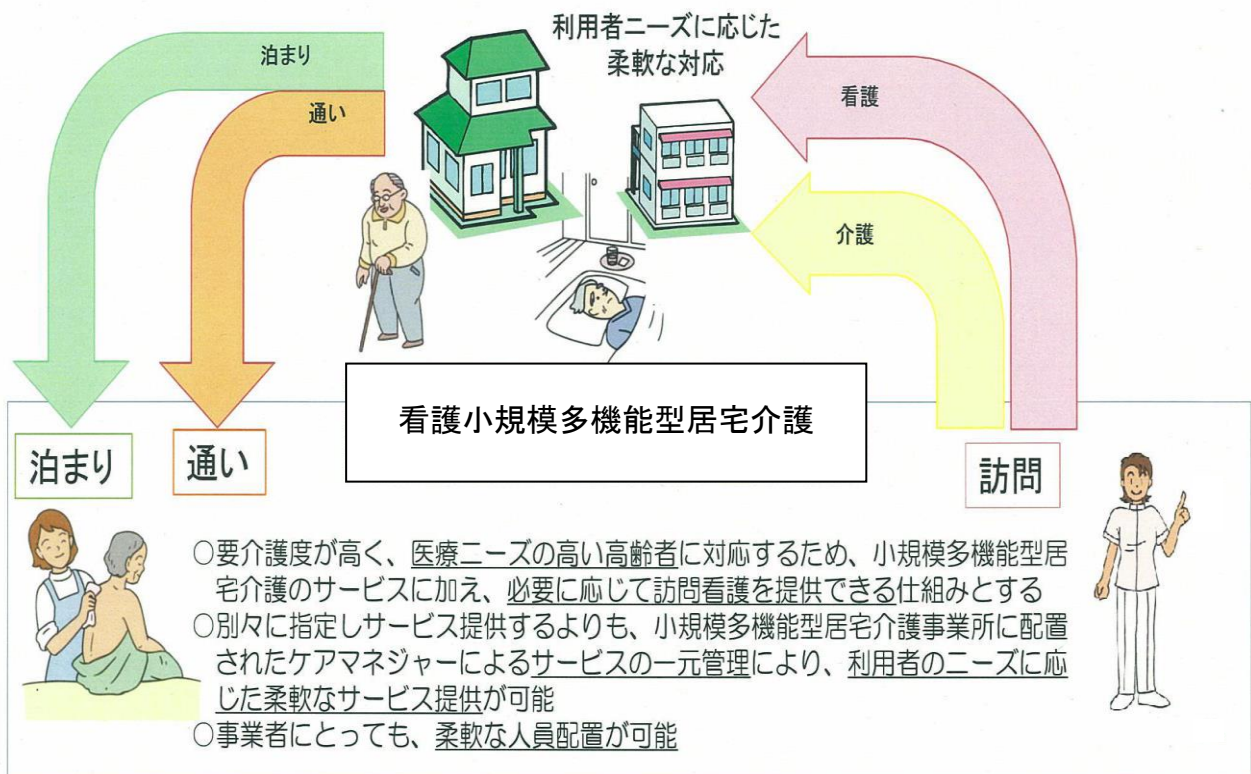 利用者ニーズに応じた
柔軟な対応
泊まり
通い
看護
介護
看護小規模多機能型居宅介護
泊まり
通い
訪問
○要介護度が高く、医療ニーズの高い高齢者に対応するため、小規模多機能型居
宅介護のサービスに加え、必要に応じて訪問看護を提供できる仕組みとする
○別々に指定しサービス提供するよりも、小規模多機能型居宅介護事業所に配置
されたケアマネジャーによるサービスの一元管理により、利用者のニーズに応
じた柔軟なサービス提供が可能
○事業者にとっても、柔軟な人員配置が可能